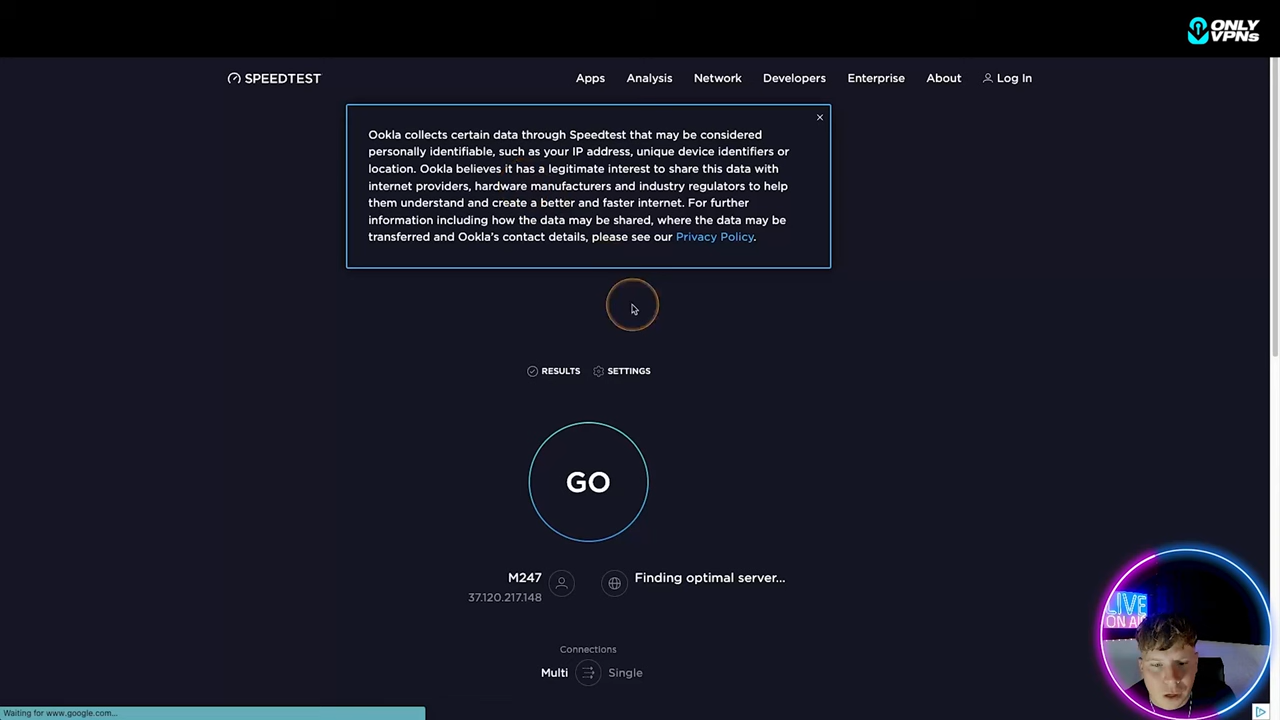 ONLY
VPNs
SPEEDTEST
Apps
Analysis
Network
Developers
Enterprise
About
Log In
Ookla collects certain data through Speedtest that may be considered
personally identifiable, such as your IP address, unique device identifiers or
location. Ookla believes it has a legitimate interest to share this data with
internet providers, hardware manufacturers and industry regulators to help
them understand and create a better and faster internet. For further
information including how the data may be shared, where the data may be
transferred and Ookla's contact details, please see our Privacy Policy.
RESULTS
SETTINGS
GO
M247
37.120.217.148
Finding optimal server...
Connections
Multi
Single
LIVE
ON AIR
Waiting for www.google.com...